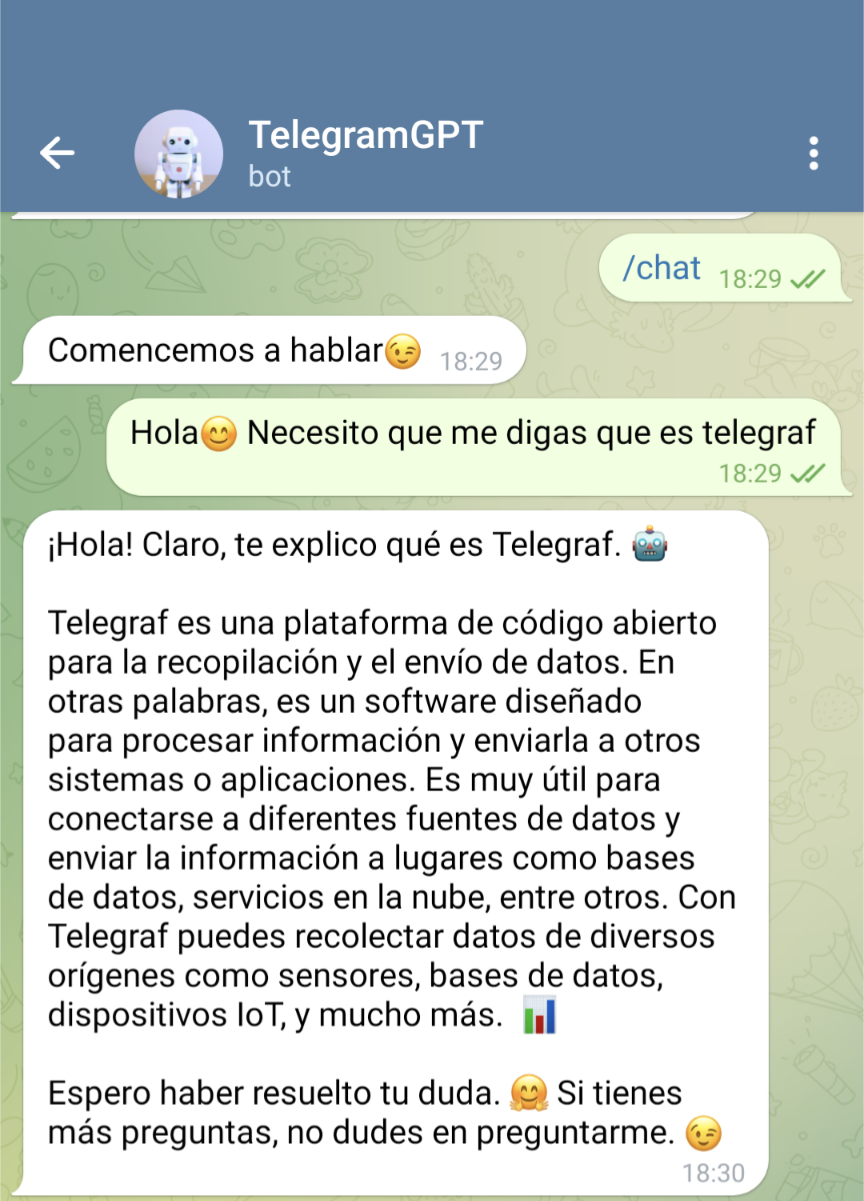 TelegramGPT
bot
/chat 18:29
Comencemos a hablar😉 18:29
Hola😊 Necesito que me digas que es telegraf
18:29
¡Hola! Claro, te explico qué es Telegraf. 🤖
Telegraf es una plataforma de código abierto
para la recopilación y el envío de datos. En
otras palabras, es un software diseñado
para procesar información y enviarla a otros
sistemas o aplicaciones. Es muy útil para
conectarse a diferentes fuentes de datos y
enviar la información a lugares como bases
de datos, servicios en la nube, entre otros. Con
Telegraf puedes recolectar datos de diversos
orígenes como sensores, bases de datos,
dispositivos IoT, y mucho más. 📊
Espero haber resuelto tu duda. 🤗 Si tienes
más preguntas, no dudes en preguntarme. 😉
18:30